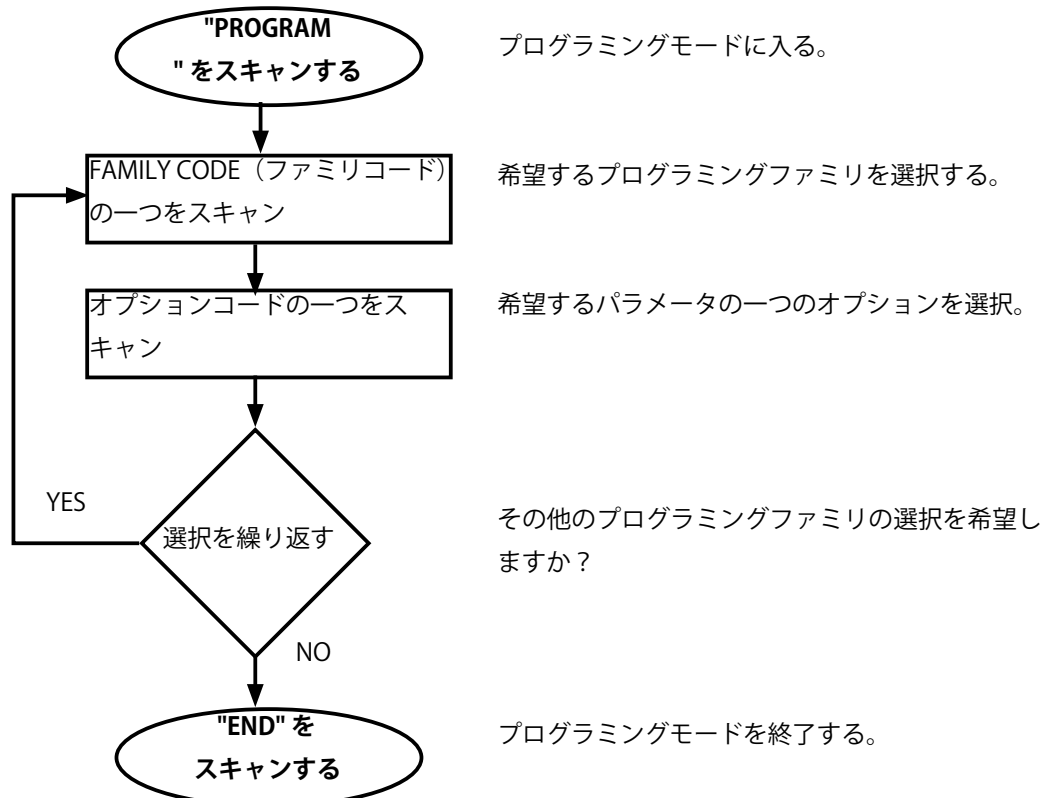 "PROGRAM
" をスキャンする
プログラミングモードに入る。
FAMILY CODE（ファミリコード）
の一つをスキャン
希望するプログラミングファミリを選択する。
オプションコードの一つをス
キャン
希望するパラメータの一つのオプションを選択。
YES
選択を繰り返す
その他のプログラミングファミリの選択を希望し
ますか？
NO
"END" を
スキャンする
プログラミングモードを終了する。